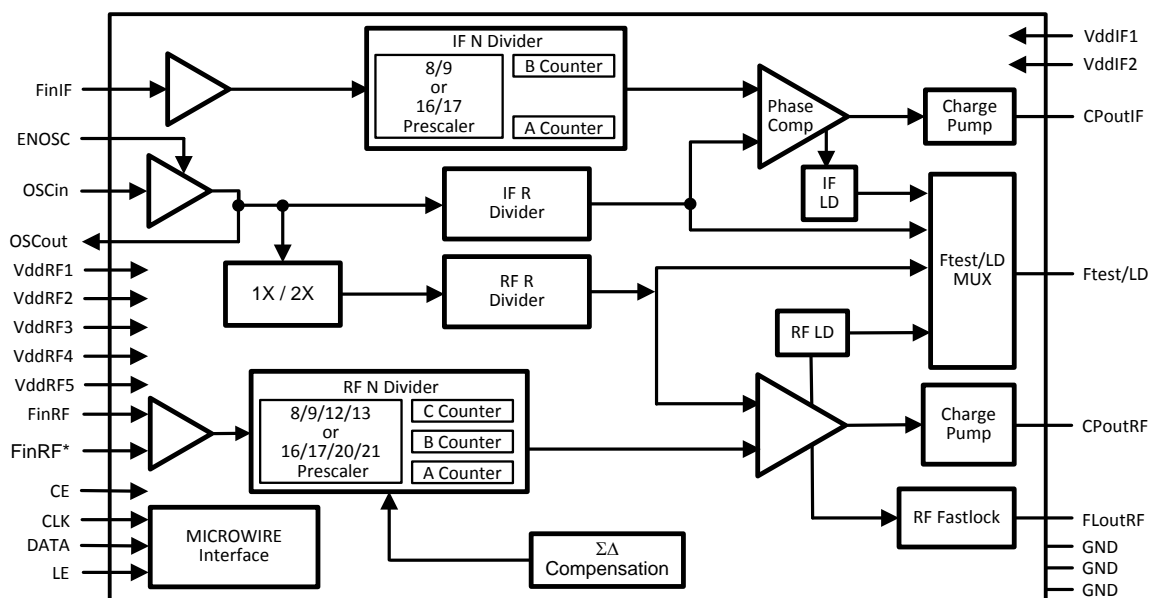 IF N Divider
8/9
or
16/17
Prescaler
B Counter
A Counter
FinIF
ENOSC
OSCin
OSCout
VddRF1
VddRF2
VddRF3
VddRF4
VddRF5
FinRF
FinRF*
CE
CLK
DATA
LE
Phase
Comp
Charge
Pump
IF
LD
IF R
Divider
1X / 2X
RF R
Divider
Ftest/LD
MUX
RF LD
RF N Divider
8/9/12/13
or
16/17/20/21
Prescaler
C Counter
B Counter
A Counter
Charge
Pump
RF Fastlock
MICROWIRE
Interface
ΣΔ
Compensation
VddIF1
VddIF2
CPoutIF
Ftest/LD
CPoutRF
FLoutRF
GND
GND
GND